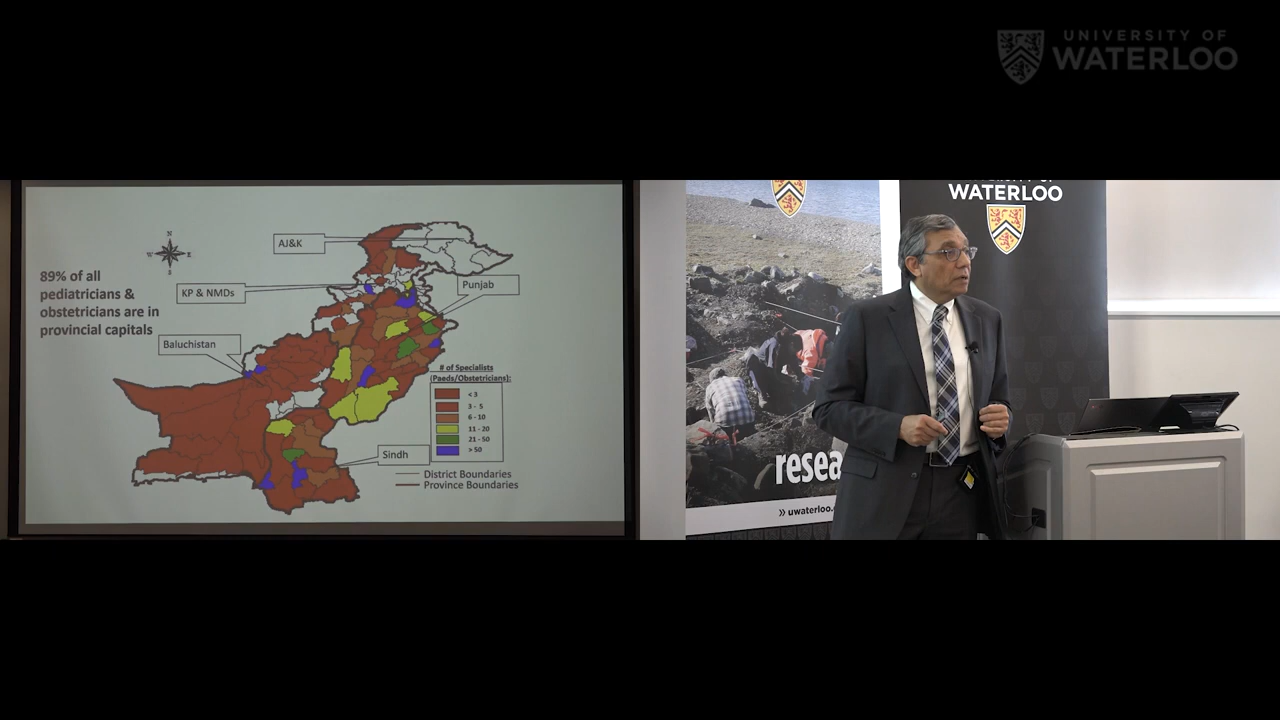 UNIVERSITY OF
WATERLOO
89% of all
pediatricians &
obstetricians are in
provincial capitals
N
S
AJ&K
KP & NMDs
Punjab
Baluchistan
# of Specialists
(Paeds/Obstetricians):
< 3
3 - 5
6 - 10
11 - 20
21 - 50
> 50
Sindh
District Boundaries
Province Boundaries
WATERLOO
resea
» uwaterloo.